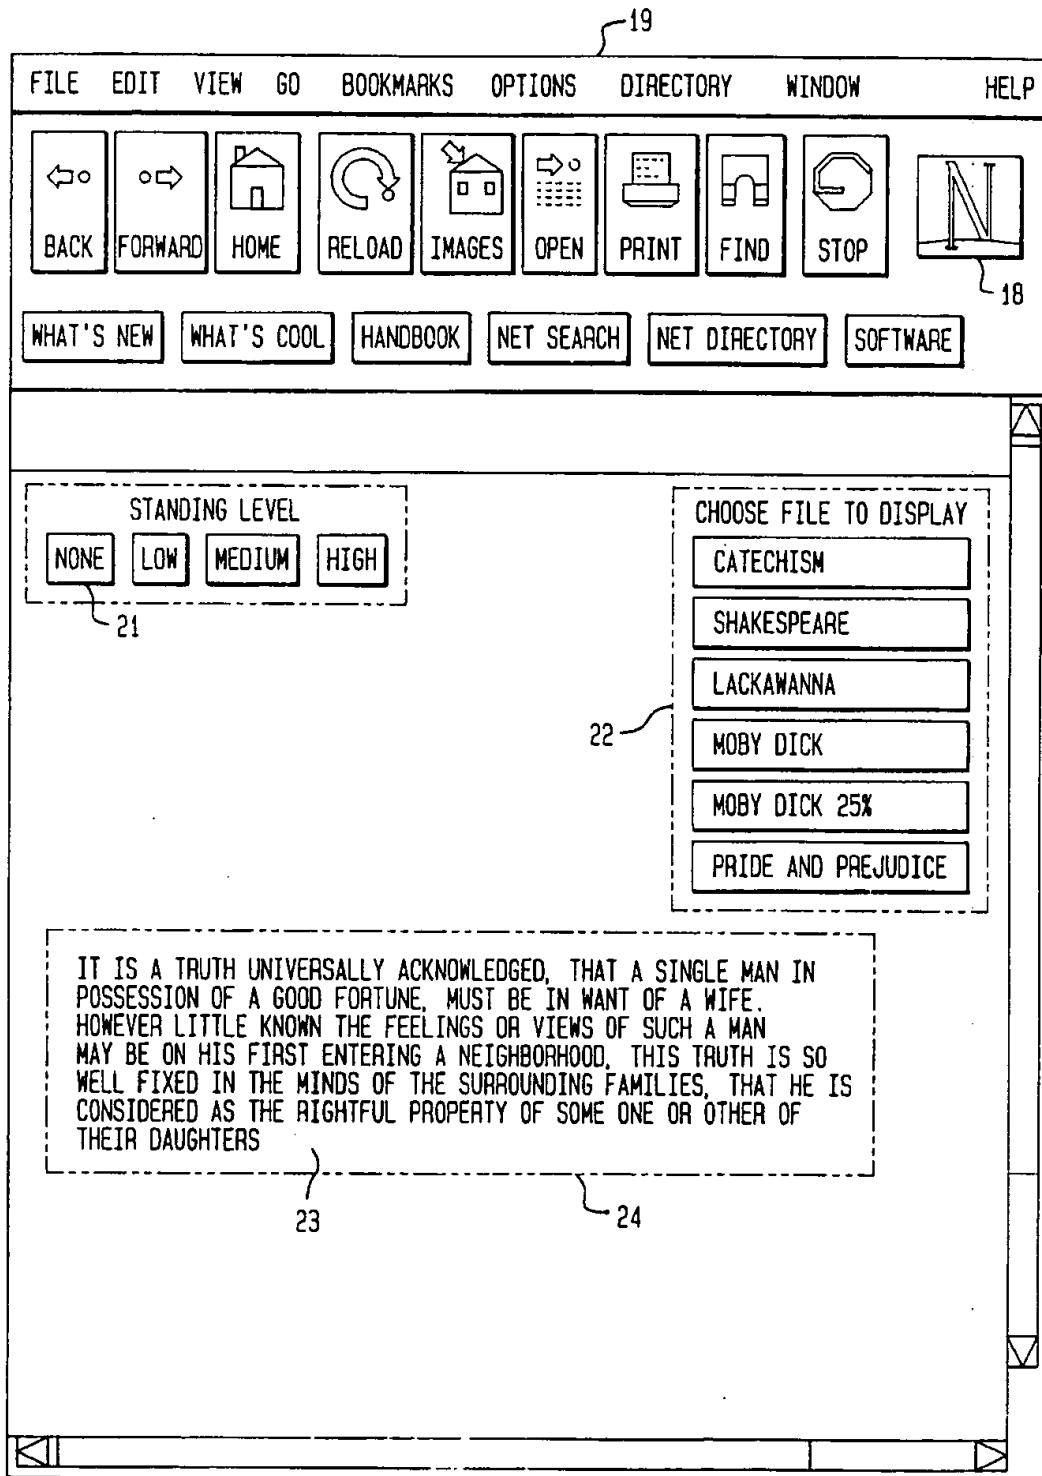 19
FILE EDIT VIEW GO BOOKMARKS OPTIONS DIRECTORY WINDOW HELP
BACK FORWARD HOME RELOAD IMAGES OPEN PRINT FIND STOP N
18
WHAT'S NEW WHAT'S COOL HANDBOOK NET SEARCH NET DIRECTORY SOFTWARE
STANDING LEVEL
NONE LOW MEDIUM HIGH
21
CHOOSE FILE TO DISPLAY
CATECHISM
SHAKESPEARE
LACKAWANNA
22
MOBY DICK
MOBY DICK 25%
PRIDE AND PREJUDICE
IT IS A TRUTH UNIVERSALLY ACKNOWLEDGED, THAT A SINGLE MAN IN
POSSESSION OF A GOOD FORTUNE, MUST BE IN WANT OF A WIFE.
HOWEVER LITTLE KNOWN THE FEELINGS OR VIEWS OF SUCH A MAN
MAY BE ON HIS FIRST ENTERING A NEIGHBORHOOD, THIS TRUTH IS SO
WELL FIXED IN THE MINDS OF THE SURROUNDING FAMILIES, THAT HE IS
CONSIDERED AS THE RIGHTFUL PROPERTY OF SOME ONE OR OTHER OF
THEIR DAUGHTERS
23 24